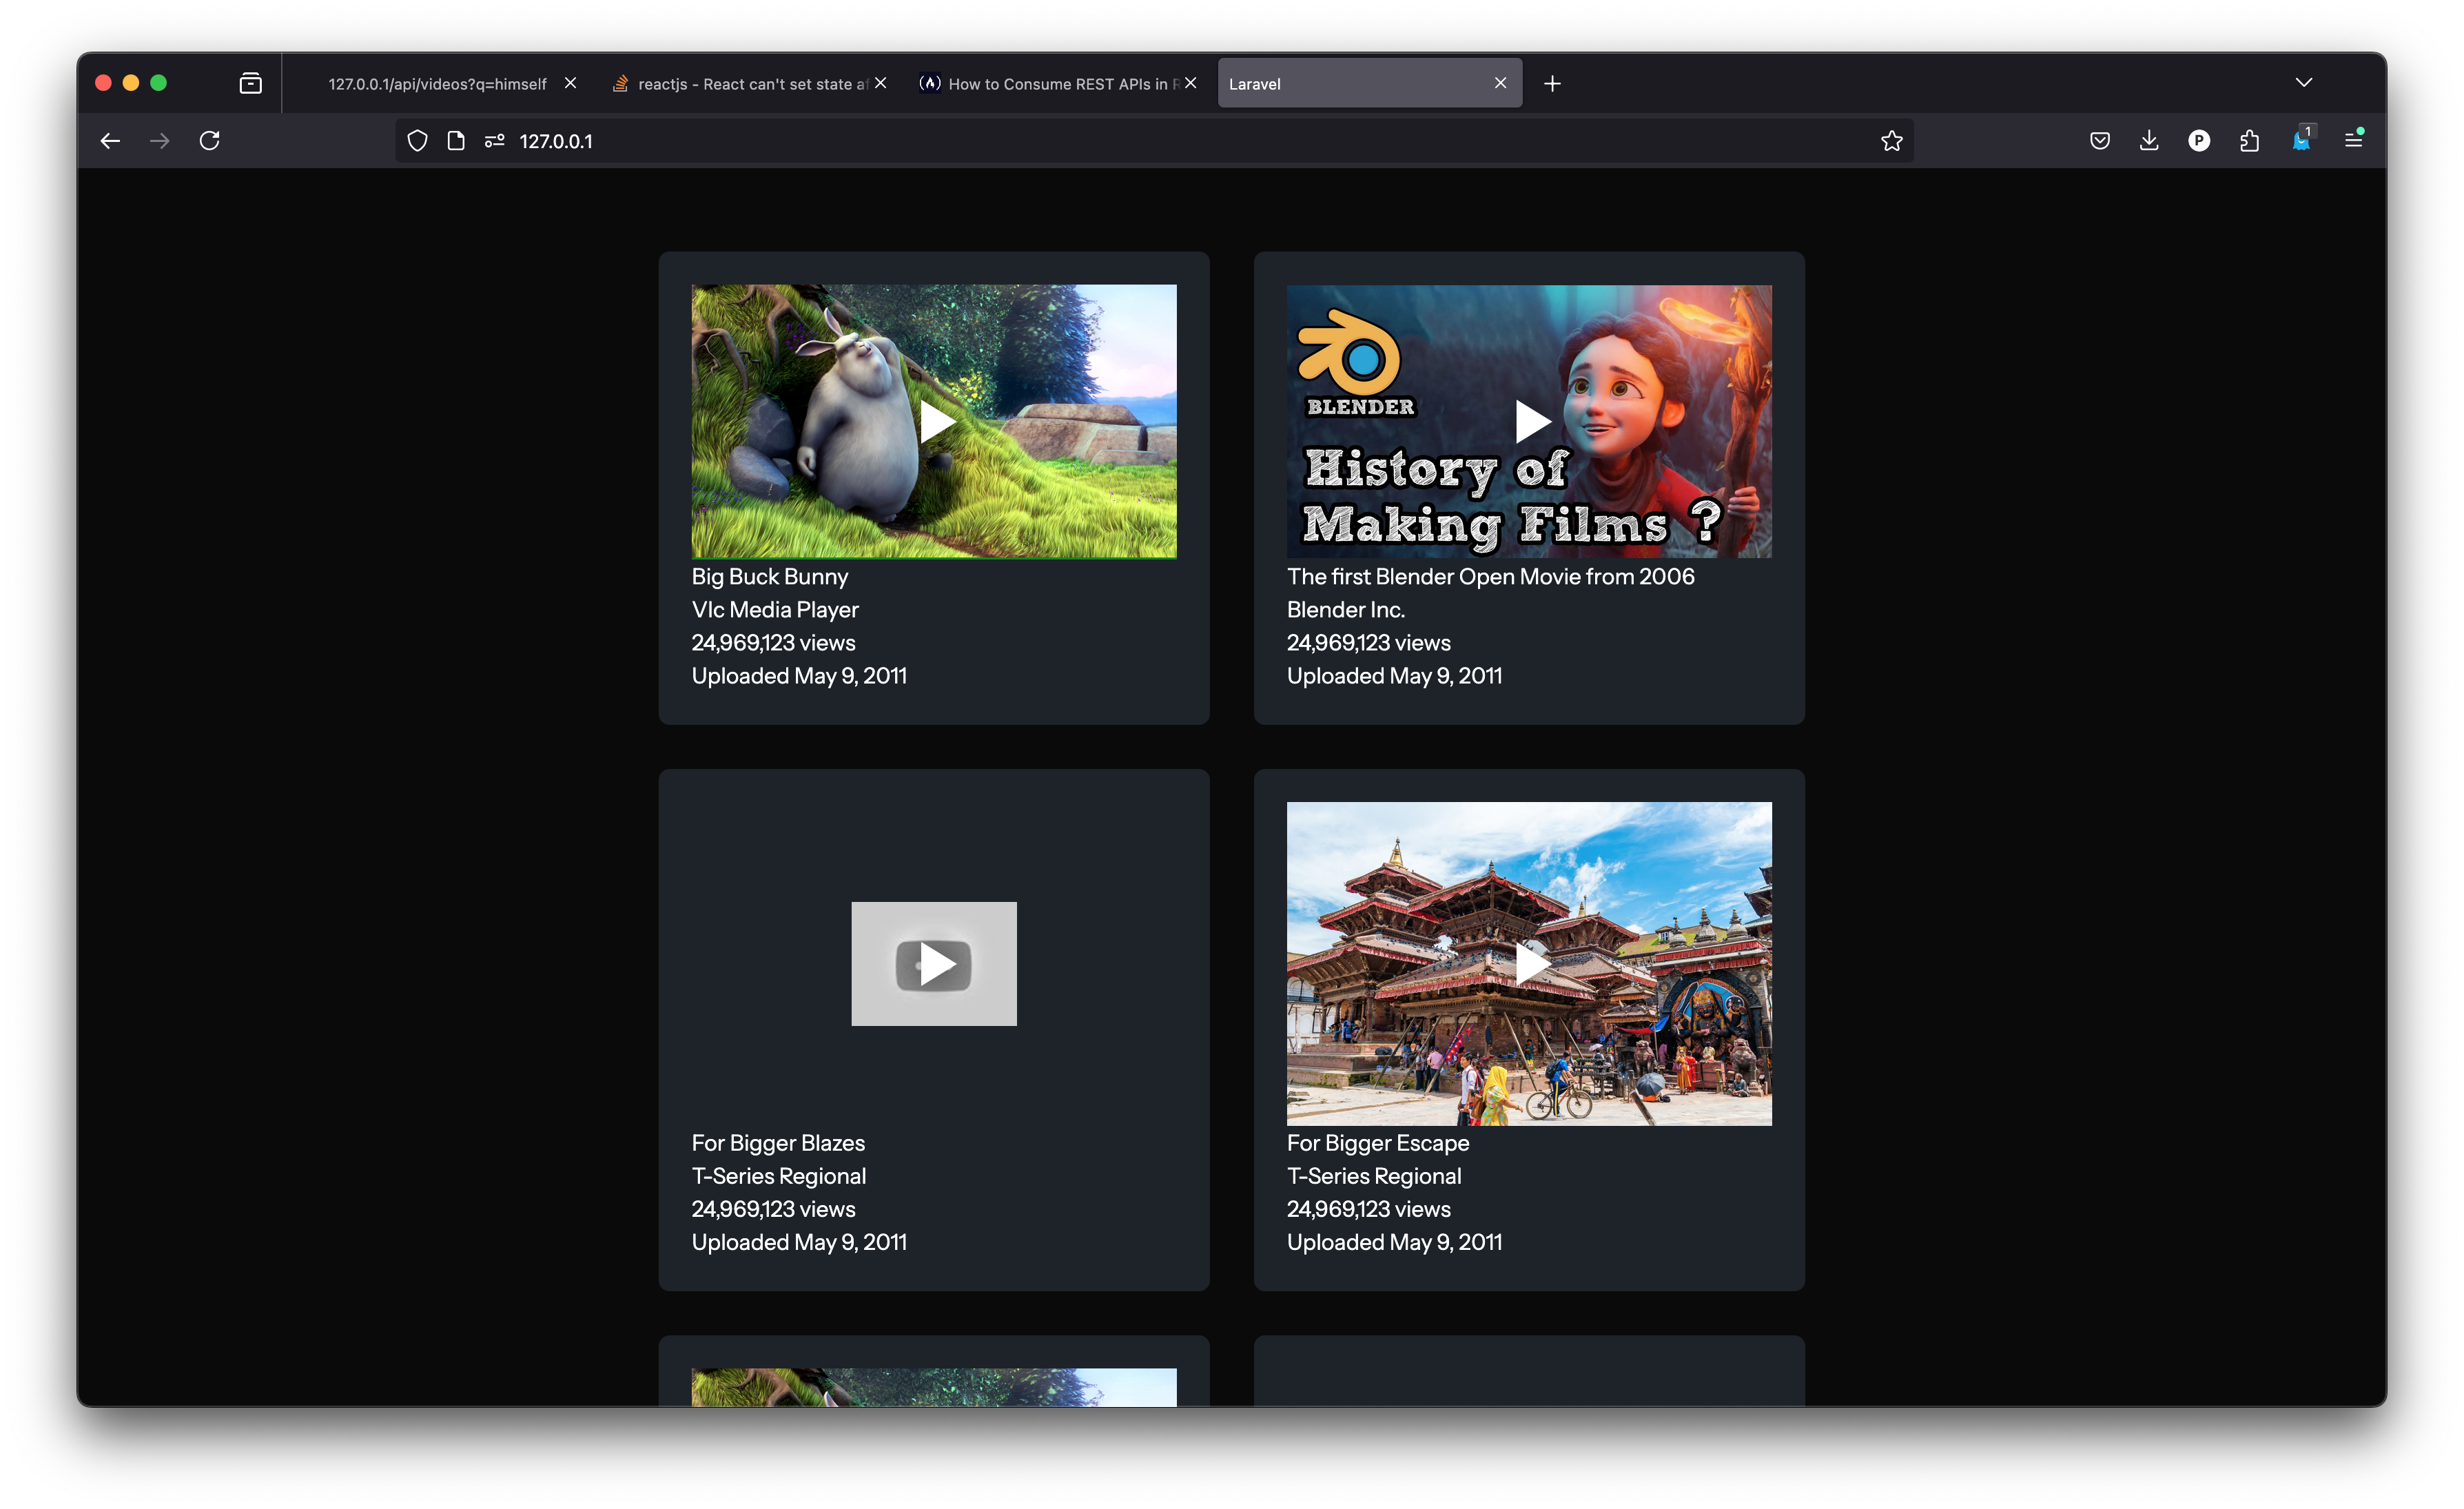 127.0.0.1/api/videos?q=himself
reactjs - React can't set state af
How to Consume REST APIs in R
Laravel
127.0.0.1
P
1
BLENDER
History of
Making Films ?
Big Buck Bunny
Vlc Media Player
24,969,123 views
Uploaded May 9, 2011
The first Blender Open Movie from 2006
Blender Inc.
24,969,123 views
Uploaded May 9, 2011
For Bigger Blazes
T-Series Regional
24,969,123 views
Uploaded May 9, 2011
For Bigger Escape
T-Series Regional
24,969,123 views
Uploaded May 9, 2011